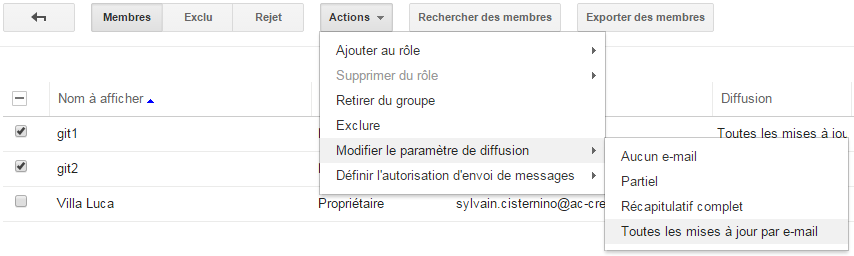 Membres Exclu Rejet Actions Rechercher des membres Exporter des membres
Ajouter au rôle
Supprimer du rôle
Retirer du groupe
Exclure
Modifier le paramètre de diffusion
Définir l'autorisation d'envoi de messages
Aucun e-mail
Partiel
Récapitulatif complet
Toutes les mises à jour par e-mail
Nom à afficher Diffusion
git1 Toutes les mises à jou
git2
Villa Luca Propriétaire sylvain.cisternino@ac-cre